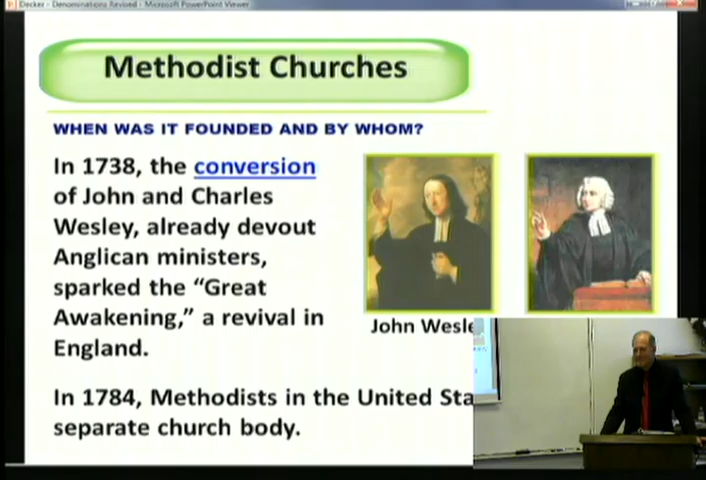 Decker - Denominations Revised - Microsoft PowerPoint Viewer
Methodist Churches
WHEN WAS IT FOUNDED AND BY WHOM?
In 1738, the conversion
of John and Charles
Wesley, already devout
Anglican ministers,
sparked the “Great
Awakening,” a revival in
England.
John Wesle
In 1784, Methodists in the United Sta
separate church body.